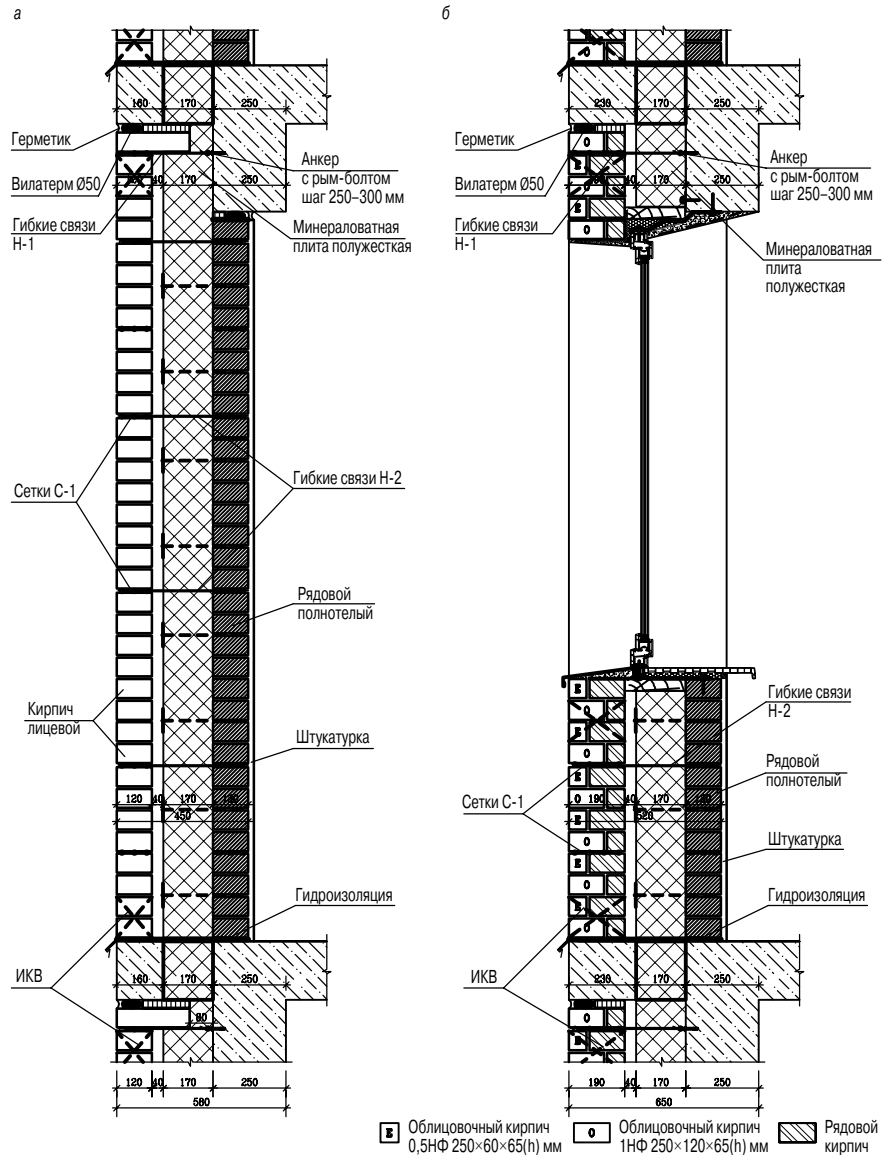 а
160 170 250
Герметик
Вилатерм Ø50
Гибкие связи
Н-1
40 170 250
Анкер
с рым-болтом
шаг 250–300 мм
Минераловатная
плита полужесткая
Сетки С-1
Гибкие связи Н-2
Рядовой
полнотелый
Кирпич
лицевой
Штукатурка
120 40 170 120
450
Гидроизоляция
ИКВ
160 170 250
80
120 40 170 250
580
б
О
230 170 250
Герметик
Вилатерм Ø50
Гибкие связи
Н-1
О
Е
Е
О
40 170 250
Анкер
с рым-болтом
шаг 250–300 мм
Минераловатная
плита
полужесткая
Е
О
Е
О
Гибкие связи
Н-2
Сетки С-1
Рядовой
полнотелый
Е
О 190 40 170 120
Е 520
О
Е
О
Е
О
Штукатурка
Гидроизоляция
ИКВ
230 170 250
О
Е
О
190 40 170 250
650
Е Облицовочный кирпич
0,5НФ 250×60×65(h) мм
О Облицовочный кирпич
1НФ 250×120×65(h) мм
Рядовой
кирпич